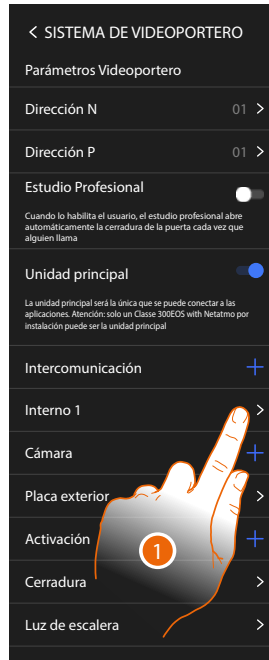 < SISTEMA DE VIDEOPORTERO
Parámetros Videoportero
Dirección N 01 >
Dirección P 01 >
Estudio Profesional
Cuando lo habilita el usuario, el estudio profesional abre
automáticamente la cerradura de la puerta cada vez que
alguien llama
Unidad principal
La unidad principal será la única que se puede conectar a las
aplicaciones. Atención: solo un Classe 300EOS with Netatmo por
instalación puede ser la unidad principal
Intercomunicación +
Interno 1 >
Cámara +
Placa exterior >
Activación +
1
Cerradura >
Luz de escalera >